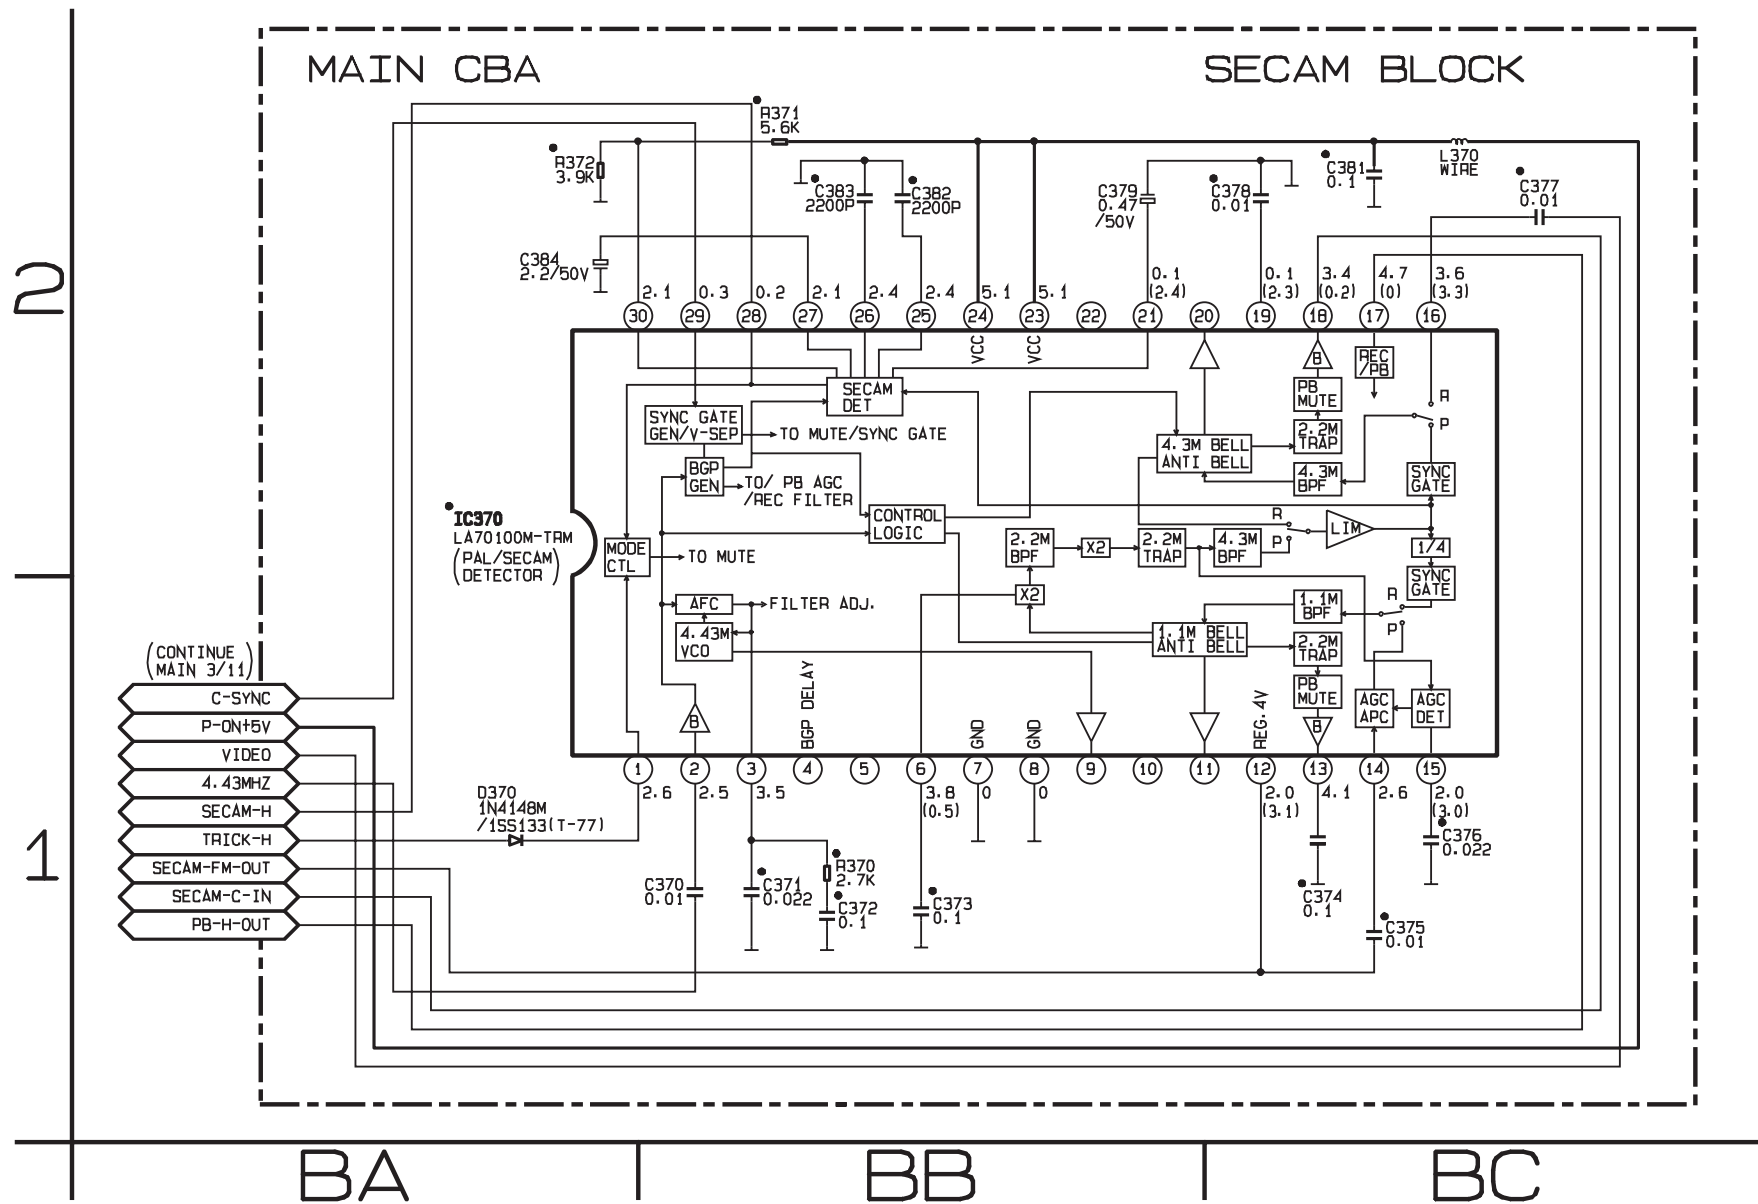 MAIN CBA
SECAM BLOCK
R371
5.6K
R372
3.9K
C383
2200P
C382
2200P
C379
0.47
/50V
C378
0.01
C381
0.1
L370
WIRE
C377
0.01
C384
2.2/50V
2.1
0.3
0.2
2.1
2.4
2.4
5.1
5.1
0.1
(2.4)
0.1
(2.3)
3.4
(0.2)
4.7
(0)
3.6
(3.3)
30
29
28
27
26
25
24
23
22
21
20
19
18
17
16
VCC
VCC
B
REC
/PB
SECAM
DET
PB
MUTE
R
P
SYNC GATE
GEN/V-SEP
TO MUTE/SYNC GATE
2.2M
TRAP
4.3M BELL
ANTI BELL
BGP
GEN
TO/ PB AGC
/REC FILTER
4.3M
BPF
SYNC
GATE
IC370
LA70100M-TRM
(PAL/SECAM
DETECTOR)
CONTROL
LOGIC
R
P
LIM
MODE
CTL
TO MUTE
2.2M
BPF
X2
2.2M
TRAP
4.3M
BPF
1/4
SYNC
GATE
X2
AFC
FILTER ADJ.
1.1M
BPF
R
P
4.43M
VCO
1.1M BELL
ANTI BELL
2.2M
TRAP
PB
MUTE
AGC
APC
AGC
DET
B
BGP DELAY
GND
GND
REG.4V
B
1
2
3
4
5
6
7
8
9
10
11
12
13
14
15
2.6
2.5
3.5
3.8
(0.5)
0
0
2.0
(3.1)
4.1
2.6
2.0
(3.0)
(CONTINUE
MAIN 3/11)
C-SYNC
P-ON+5V
VIDEO
4.43MHZ
SECAM-H
TRICK-H
SECAM-FM-OUT
SECAM-C-IN
PB-H-OUT
D370
1N4148M
/1SS133(T-77)
C370
0.01
C371
0.022
R370
2.7K
C372
0.1
C373
0.1
C374
0.1
C375
0.01
C376
0.022
2
1
BA
BB
BC